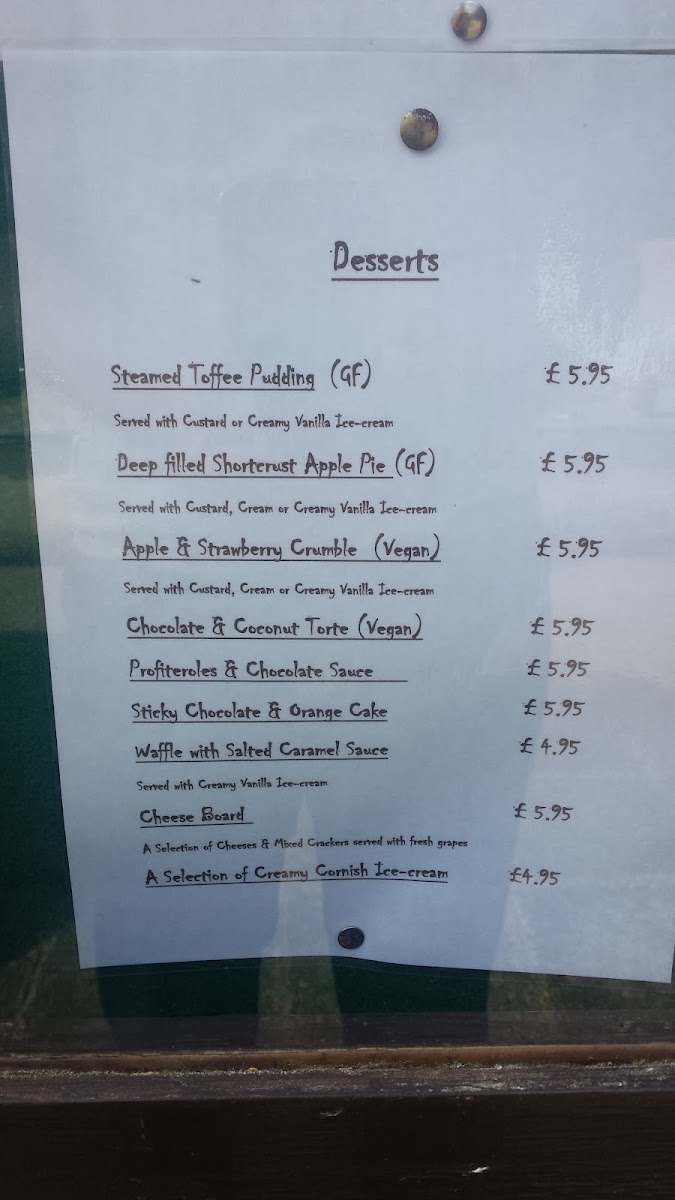 Desserts
Steamed Toffee Pudding (GF) £ 5.95
Served with Custard or Creamy Vanilla Ice-cream
Deep filled Shortcrust Apple Pie (GF) £ 5.95
Served with Custard, Cream or Creamy Vanilla Ice-cream
Apple & Strawberry Crumble (Vegan) £ 5.95
Served with Custard, Cream or Creamy Vanilla Ice-cream
Chocolate & Coconut Torte (Vegan) £ 5.95
Profiteroles & Chocolate Sauce £ 5.95
Sticky Chocolate & Orange Cake £ 5.95
Waffle with Salted Caramel Sauce £ 4.95
Served with Creamy Vanilla Ice-cream
Cheese Board £ 5.95
A Selection of Cheeses & Mixed Crackers served with fresh grapes
A Selection of Creamy Cornish Ice-cream £4.95